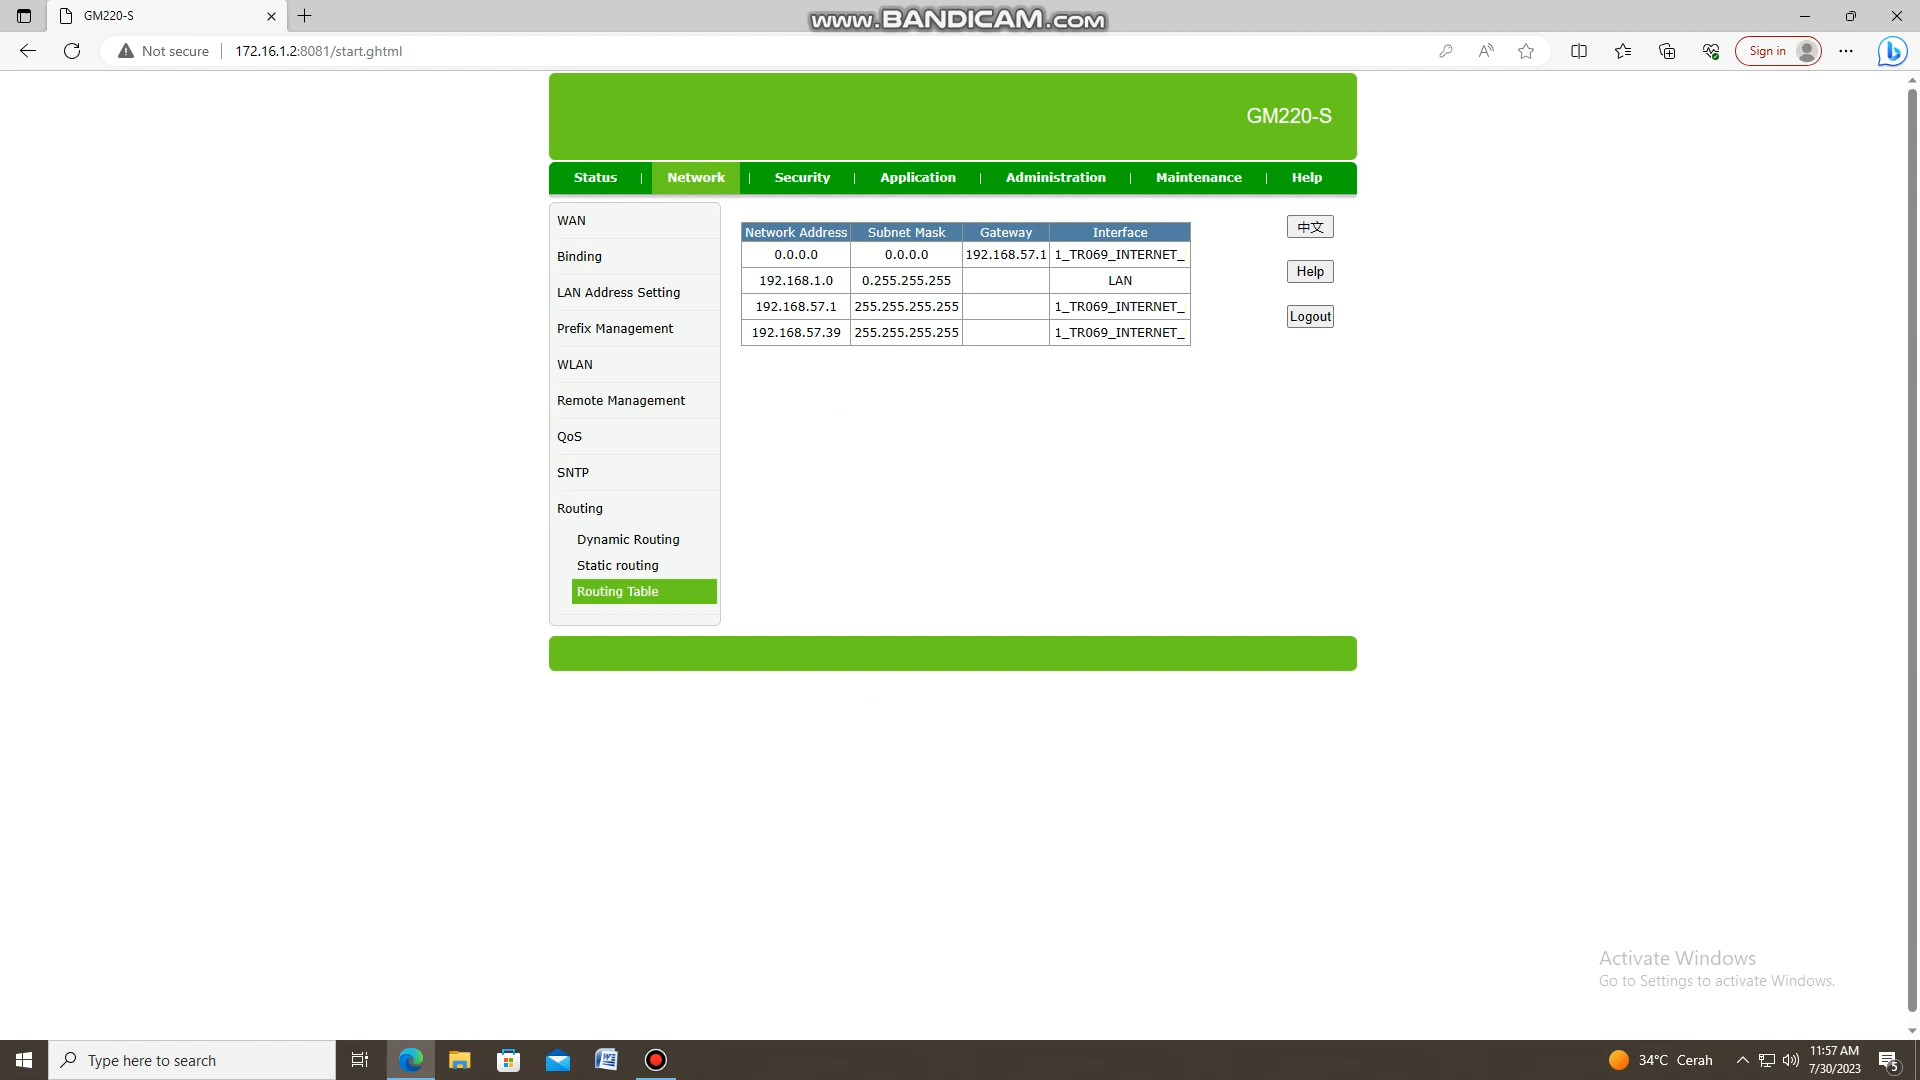 GM220-S
www.BANDICAM.com
Not secure
172.16.1.2:8081/start.ghtml
Sign in
GM220-S
Status | Network | Security | Application | Administration | Maintenance | Help
WAN
Binding
LAN Address Setting
Prefix Management
WLAN
Remote Management
QoS
SNTP
Routing
Dynamic Routing
Static routing
Routing Table
Network Address Subnet Mask Gateway Interface
0.0.0.0 0.0.0.0 192.168.57.1 1_TR069_INTERNET_
192.168.1.0 0.255.255.255 LAN
192.168.57.1 255.255.255.255 1_TR069_INTERNET_
192.168.57.39 255.255.255.255 1_TR069_INTERNET_
中文
Help
Logout
Activate Windows
Go to Settings to activate Windows.
Type here to search
34°C Cerah
11:57 AM
7/30/2023
5